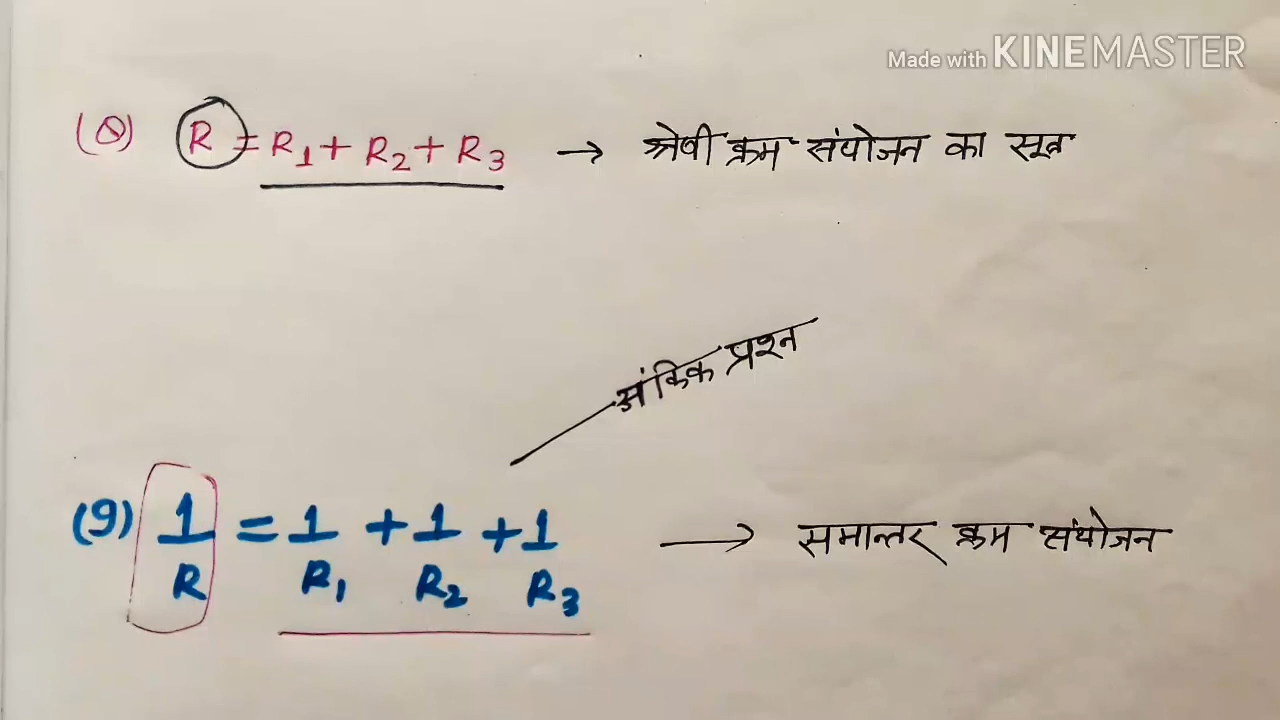 Made with KINEMASTER
(8) R = R1 + R2 + R3 → श्रेणी क्रम संयोजन का सूत्र
आंकिक प्रश्न
(9) 1/R = 1/R1 + 1/R2 + 1/R3 → समान्तर क्रम संयोजन